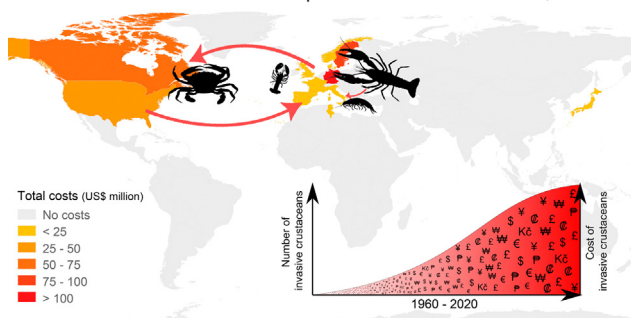 Total costs (US$ million)
No costs
< 25
25 - 50
50 - 75
75 - 100
> 100
Number of
invasive crustaceans
Cost of
invasive crustaceans
1960 - 2020